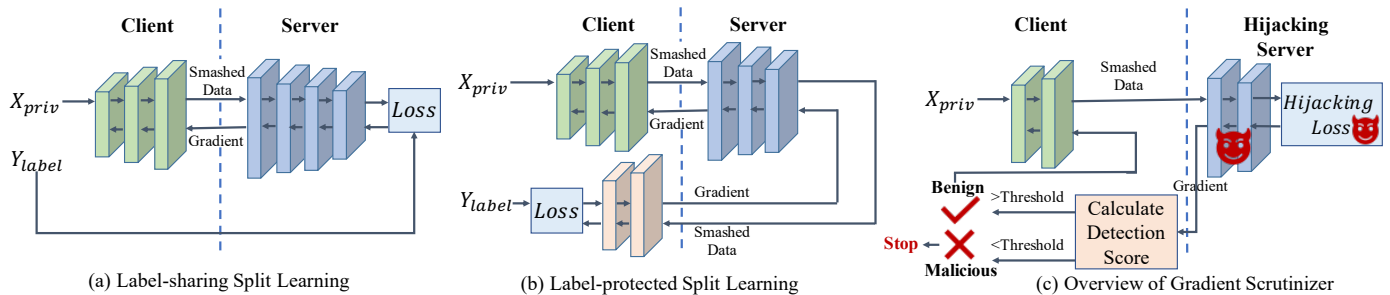 Client
Server
X_priv
Smashed
Data
Gradient
Loss
Y_label
(a) Label-sharing Split Learning
Client
Server
X_priv
Smashed
Data
Gradient
Y_label
Loss
Gradient
Smashed
Data
(b) Label-protected Split Learning
Client
Hijacking
Server
X_priv
Smashed
Data
Hijacking
Loss
Gradient
Benign
>Threshold
Calculate
Detection
Score
Stop
<Threshold
Malicious
(c) Overview of Gradient Scrutinizer